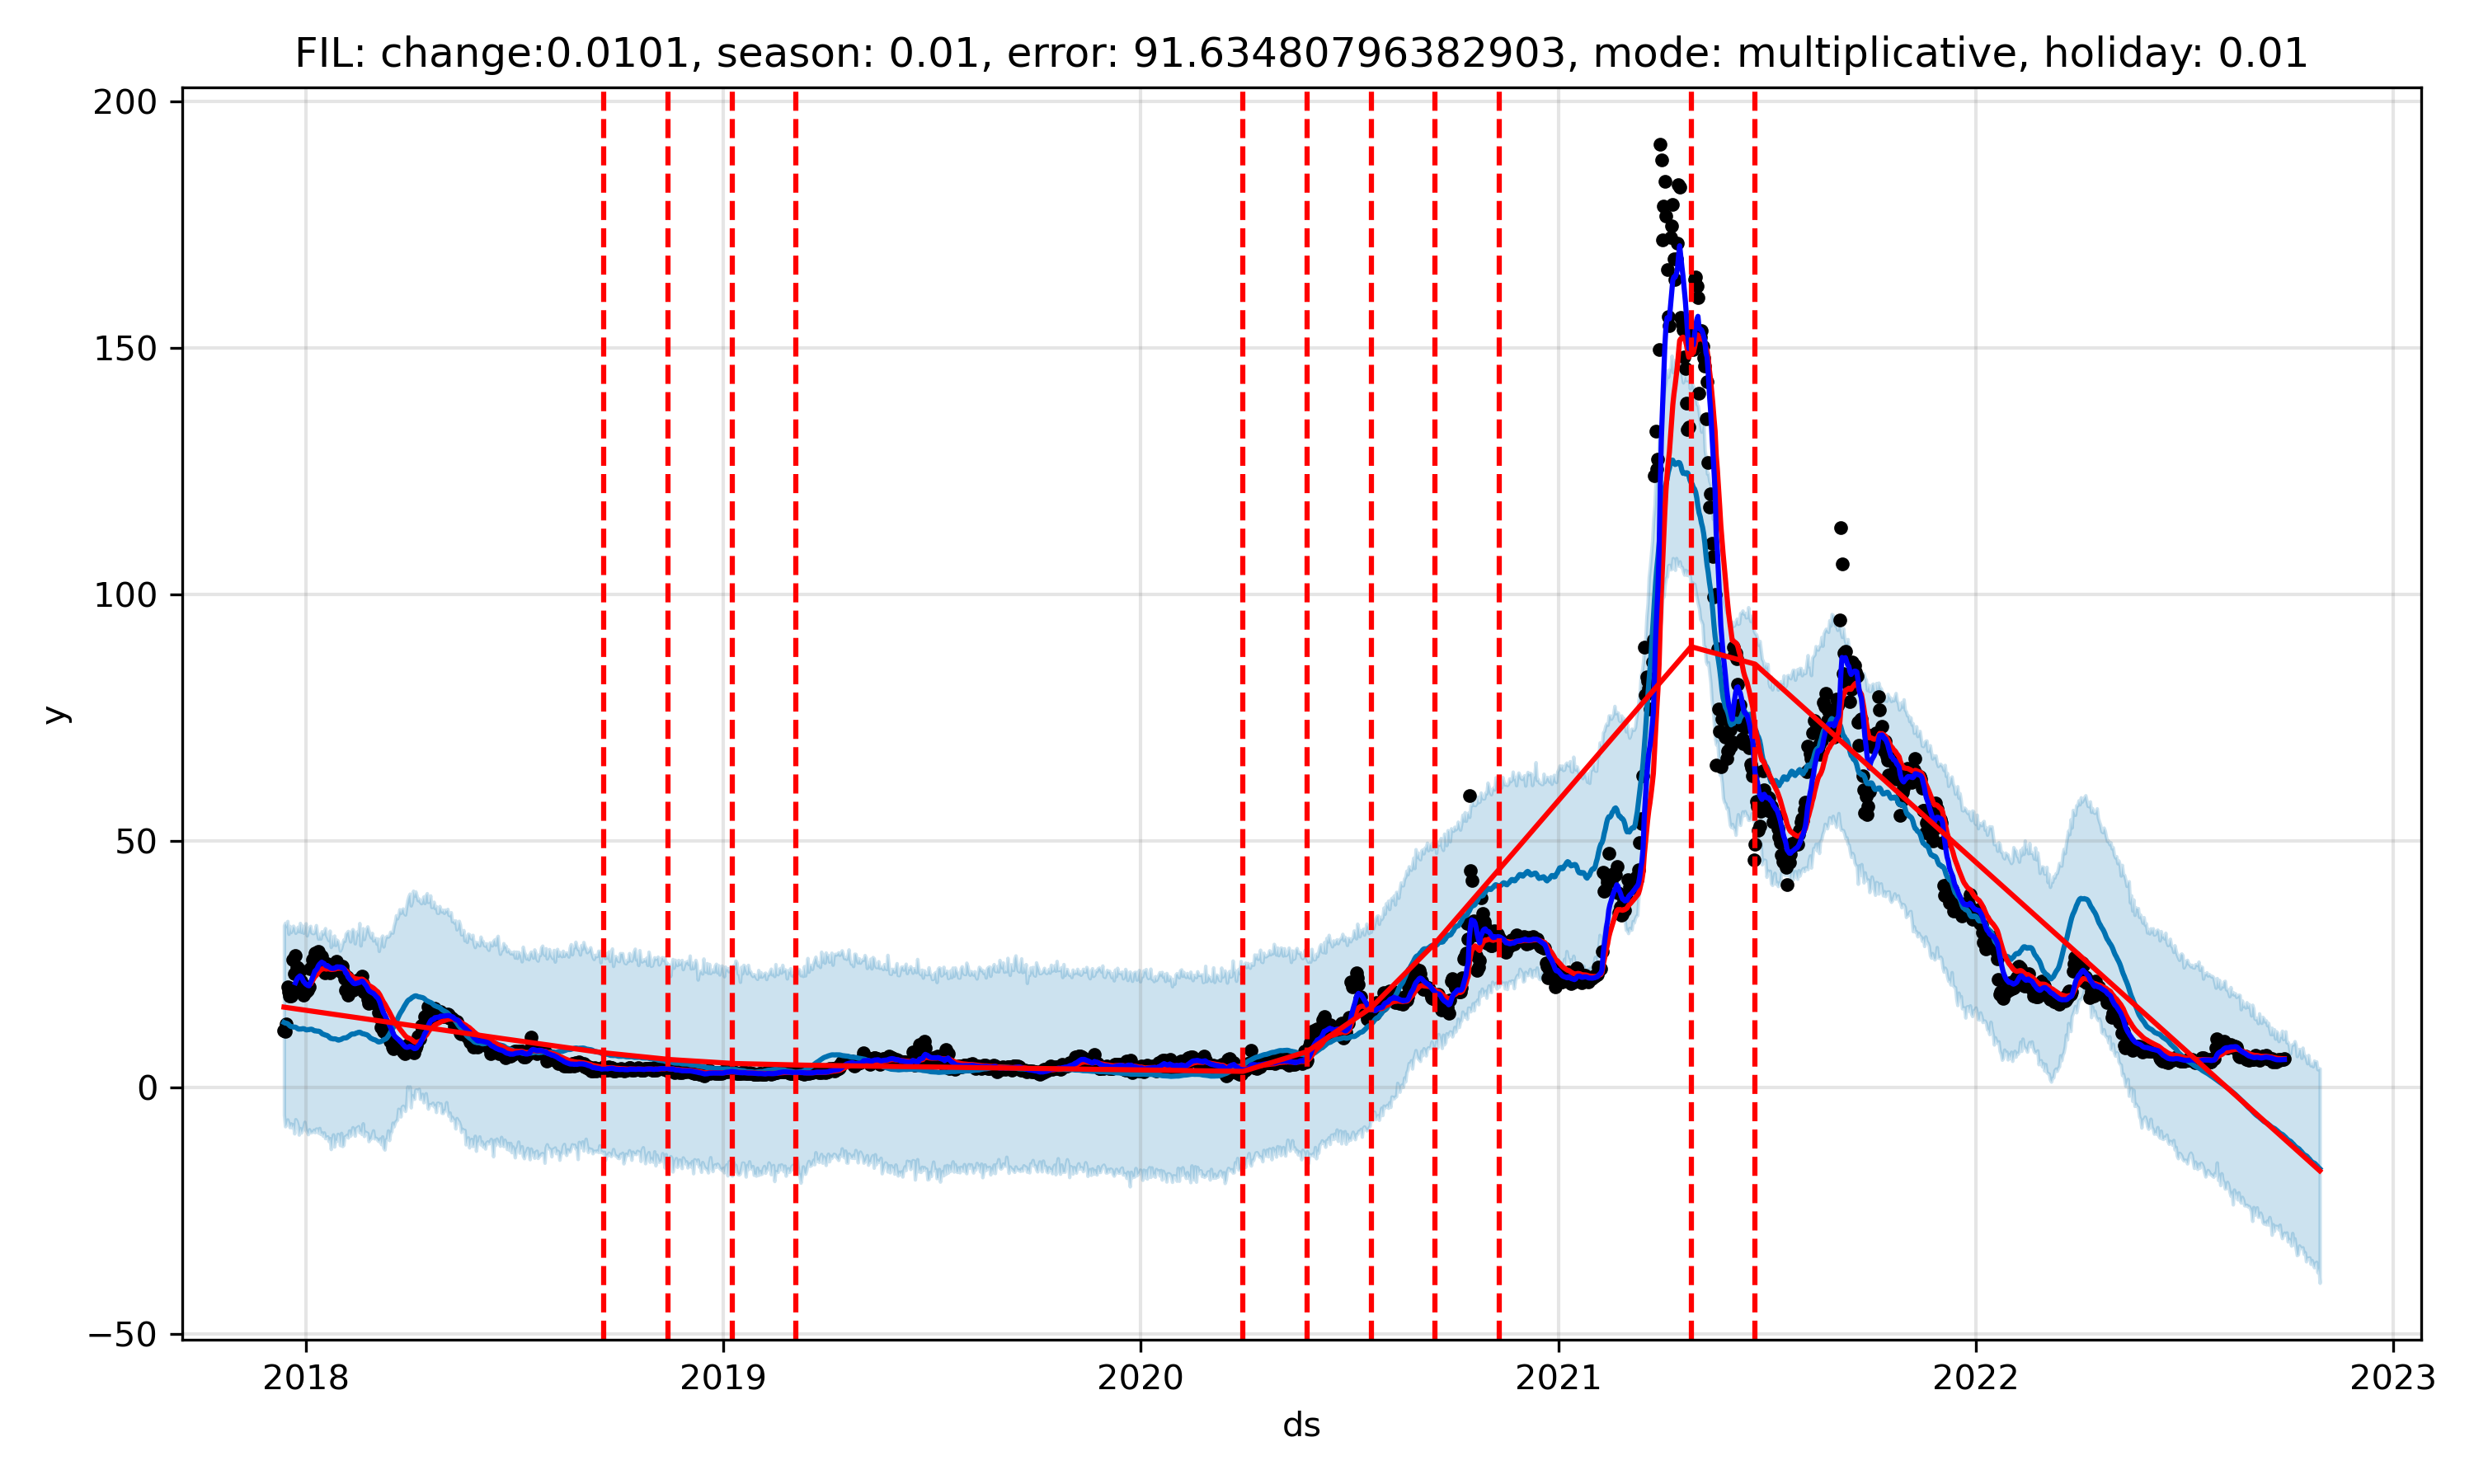 FIL: change:0.0101, season: 0.01, error: 91.63480796382903, mode: multiplicative, holiday: 0.01
200
150
100
50
0
−50
y
2018 2019 2020 2021 2022 2023
ds